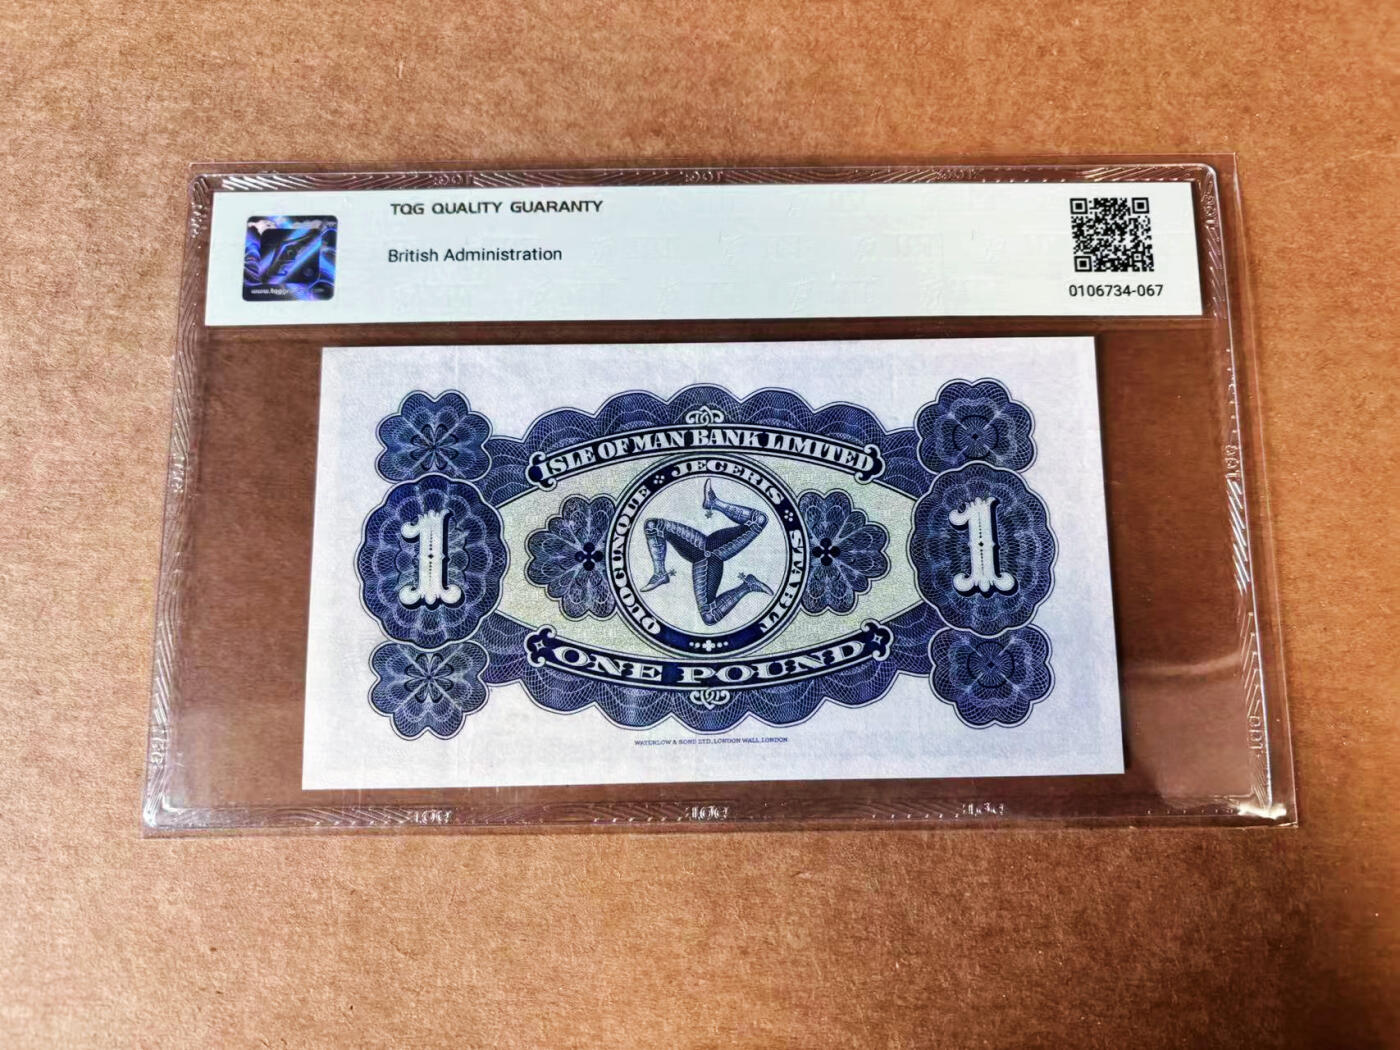 TQG QUALITY GUARANTY
British Administration
0106734-067
ISLE OF MAN BANK LIMITED
QUOCUNQUE JECERIS STABIT
1
1
ONE POUND
WATERLOW & SONS LTD., LONDON WALL, LONDON.